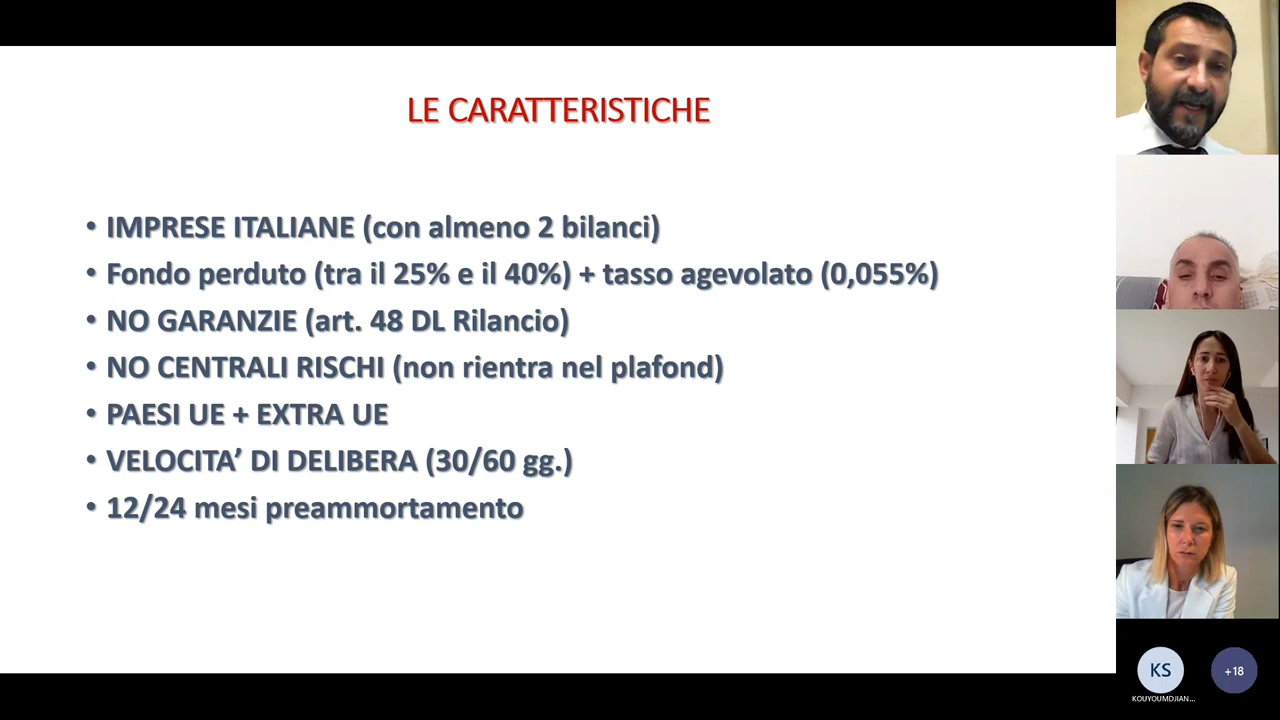 LE CARATTERISTICHE
• IMPRESE ITALIANE (con almeno 2 bilanci)
• Fondo perduto (tra il 25% e il 40%) + tasso agevolato (0,055%)
• NO GARANZIE (art. 48 DL Rilancio)
• NO CENTRALI RISCHI (non rientra nel plafond)
• PAESI UE + EXTRA UE
• VELOCITA’ DI DELIBERA (30/60 gg.)
• 12/24 mesi preammortamento
KS
+18
KOUYOUMDJIAN...